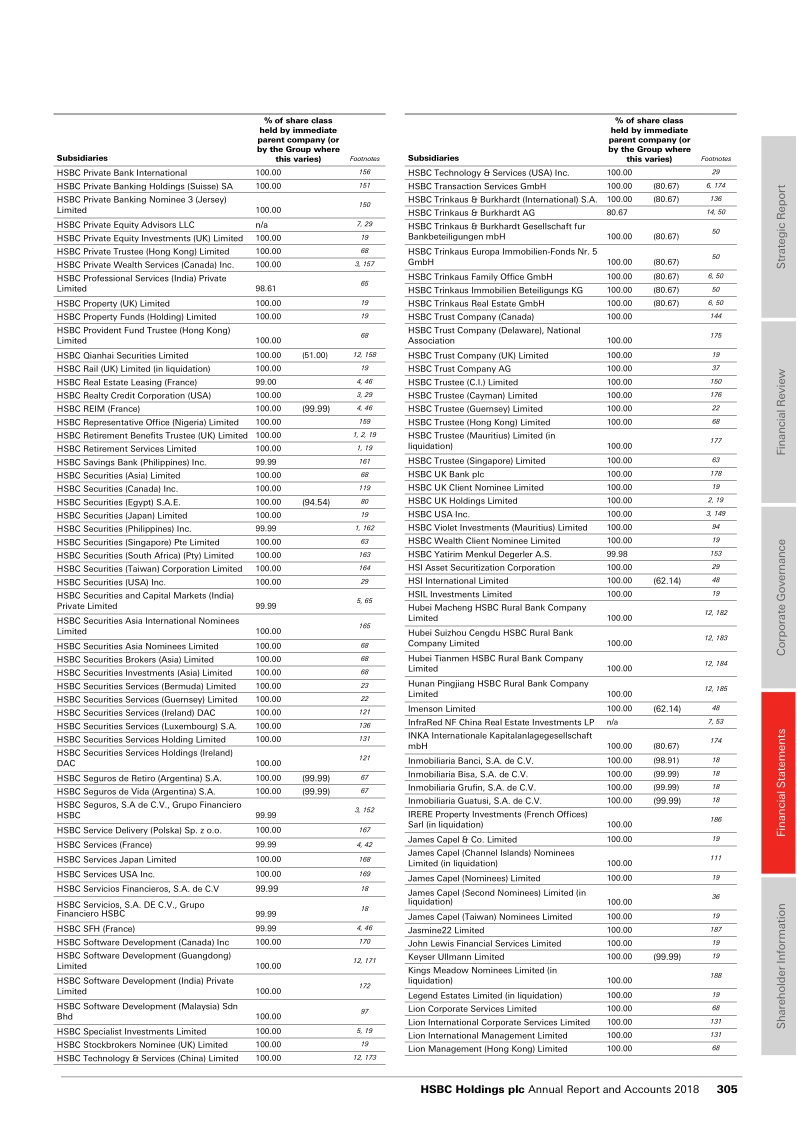 % of share class
held by immediate
parent company (or
by the Group where
Subsidiaries this varies) Footnotes
HSBC Private Bank International 100.00 156
HSBC Private Banking Holdings (Suisse) SA 100.00 151
HSBC Private Banking Nominee 3 (Jersey)
Limited 100.00 150
HSBC Private Equity Advisors LLC n/a 7, 29
HSBC Private Equity Investments (UK) Limited 100.00 19
HSBC Private Trustee (Hong Kong) Limited 100.00 68
HSBC Private Wealth Services (Canada) Inc. 100.00 3, 157
HSBC Professional Services (India) Private
Limited 98.61 65
HSBC Property (UK) Limited 100.00 19
HSBC Property Funds (Holding) Limited 100.00 19
HSBC Provident Fund Trustee (Hong Kong)
Limited 100.00 68
HSBC Qianhai Securities Limited 100.00 (51.00) 12, 158
HSBC Rail (UK) Limited (in liquidation) 100.00 19
HSBC Real Estate Leasing (France) 99.00 4, 46
HSBC Realty Credit Corporation (USA) 100.00 3, 29
HSBC REIM (France) 100.00 (99.99) 4, 46
HSBC Representative Office (Nigeria) Limited 100.00 159
HSBC Retirement Benefits Trustee (UK) Limited 100.00 1, 2, 19
HSBC Retirement Services Limited 100.00 1, 19
HSBC Savings Bank (Philippines) Inc. 99.99 161
HSBC Securities (Asia) Limited 100.00 68
HSBC Securities (Canada) Inc. 100.00 119
HSBC Securities (Egypt) S.A.E. 100.00 (94.54) 80
HSBC Securities (Japan) Limited 100.00 19
HSBC Securities (Philippines) Inc. 99.99 1, 162
HSBC Securities (Singapore) Pte Limited 100.00 63
HSBC Securities (South Africa) (Pty) Limited 100.00 163
HSBC Securities (Taiwan) Corporation Limited 100.00 164
HSBC Securities (USA) Inc. 100.00 29
HSBC Securities and Capital Markets (India)
Private Limited 99.99 5, 65
HSBC Securities Asia International Nominees
Limited 100.00 165
HSBC Securities Asia Nominees Limited 100.00 68
HSBC Securities Brokers (Asia) Limited 100.00 68
HSBC Securities Investments (Asia) Limited 100.00 68
HSBC Securities Services (Bermuda) Limited 100.00 23
HSBC Securities Services (Guernsey) Limited 100.00 22
HSBC Securities Services (Ireland) DAC 100.00 121
HSBC Securities Services (Luxembourg) S.A. 100.00 136
HSBC Securities Services Holding Limited 100.00 131
HSBC Securities Services Holdings (Ireland)
DAC 100.00 121
HSBC Seguros de Retiro (Argentina) S.A. 100.00 (99.99) 67
HSBC Seguros de Vida (Argentina) S.A. 100.00 (99.99) 67
HSBC Seguros, S.A de C.V., Grupo Financiero
HSBC 99.99 3, 152
HSBC Service Delivery (Polska) Sp. z o.o. 100.00 167
HSBC Services (France) 99.99 4, 42
HSBC Services Japan Limited 100.00 168
HSBC Services USA Inc. 100.00 169
HSBC Servicios Financieros, S.A. de C.V 99.99 18
HSBC Servicios, S.A. DE C.V., Grupo
Financiero HSBC 99.99 18
HSBC SFH (France) 99.99 4, 46
HSBC Software Development (Canada) Inc 100.00 170
HSBC Software Development (Guangdong)
Limited 100.00 12, 171
HSBC Software Development (India) Private
Limited 100.00 172
HSBC Software Development (Malaysia) Sdn
Bhd 100.00 97
HSBC Specialist Investments Limited 100.00 5, 19
HSBC Stockbrokers Nominee (UK) Limited 100.00 19
HSBC Technology & Services (China) Limited 100.00 12, 173
% of share class
held by immediate
parent company (or
by the Group where
Subsidiaries this varies) Footnotes
HSBC Technology & Services (USA) Inc. 100.00 29
HSBC Transaction Services GmbH 100.00 (80.67) 6, 174
HSBC Trinkaus & Burkhardt (International) S.A. 100.00 (80.67) 136
HSBC Trinkaus & Burkhardt AG 80.67 14, 50
HSBC Trinkaus & Burkhardt Gesellschaft fur
Bankbeteiligungen mbH 100.00 (80.67) 50
HSBC Trinkaus Europa Immobilien-Fonds Nr. 5
GmbH 100.00 (80.67) 50
HSBC Trinkaus Family Office GmbH 100.00 (80.67) 6, 50
HSBC Trinkaus Immobilien Beteiligungs KG 100.00 (80.67) 50
HSBC Trinkaus Real Estate GmbH 100.00 (80.67) 6, 50
HSBC Trust Company (Canada) 100.00 144
HSBC Trust Company (Delaware), National
Association 100.00 175
HSBC Trust Company (UK) Limited 100.00 19
HSBC Trust Company AG 100.00 37
HSBC Trustee (C.I.) Limited 100.00 150
HSBC Trustee (Cayman) Limited 100.00 176
HSBC Trustee (Guernsey) Limited 100.00 22
HSBC Trustee (Hong Kong) Limited 100.00 68
HSBC Trustee (Mauritius) Limited (in
liquidation) 100.00 177
HSBC Trustee (Singapore) Limited 100.00 63
HSBC UK Bank plc 100.00 178
HSBC UK Client Nominee Limited 100.00 19
HSBC UK Holdings Limited 100.00 2, 19
HSBC USA Inc. 100.00 3, 149
HSBC Violet Investments (Mauritius) Limited 100.00 94
HSBC Wealth Client Nominee Limited 100.00 19
HSBC Yatirim Menkul Degerler A.S. 99.98 153
HSI Asset Securitization Corporation 100.00 29
HSI International Limited 100.00 (62.14) 48
HSIL Investments Limited 100.00 19
Hubei Macheng HSBC Rural Bank Company
Limited 100.00 12, 182
Hubei Suizhou Cengdu HSBC Rural Bank
Company Limited 100.00 12, 183
Hubei Tianmen HSBC Rural Bank Company
Limited 100.00 12, 184
Hunan Pingjiang HSBC Rural Bank Company
Limited 100.00 12, 185
Imenson Limited 100.00 (62.14) 48
InfraRed NF China Real Estate Investments LP n/a 7, 53
INKA Internationale Kapitalanlagegesellschaft
mbH 100.00 (80.67) 174
Inmobiliaria Banci, S.A. de C.V. 100.00 (98.91) 18
Inmobiliaria Bisa, S.A. de C.V. 100.00 (99.99) 18
Inmobiliaria Grufin, S.A. de C.V. 100.00 (99.99) 18
Inmobiliaria Guatusi, S.A. de C.V. 100.00 (99.99) 18
IRERE Property Investments (French Offices)
Sarl (in liquidation) 100.00 186
James Capel & Co. Limited 100.00 19
James Capel (Channel Islands) Nominees
Limited (in liquidation) 100.00 111
James Capel (Nominees) Limited 100.00 19
James Capel (Second Nominees) Limited (in
liquidation) 100.00 36
James Capel (Taiwan) Nominees Limited 100.00 19
Jasmine22 Limited 100.00 187
John Lewis Financial Services Limited 100.00 19
Keyser Ullmann Limited 100.00 (99.99) 19
Kings Meadow Nominees Limited (in
liquidation) 100.00 188
Legend Estates Limited (in liquidation) 100.00 19
Lion Corporate Services Limited 100.00 68
Lion International Corporate Services Limited 100.00 131
Lion International Management Limited 100.00 131
Lion Management (Hong Kong) Limited 100.00 68
Strategic Report
Financial Review
Corporate Governance
Financial Statements
Shareholder Information
HSBC Holdings plc Annual Report and Accounts 2018 305